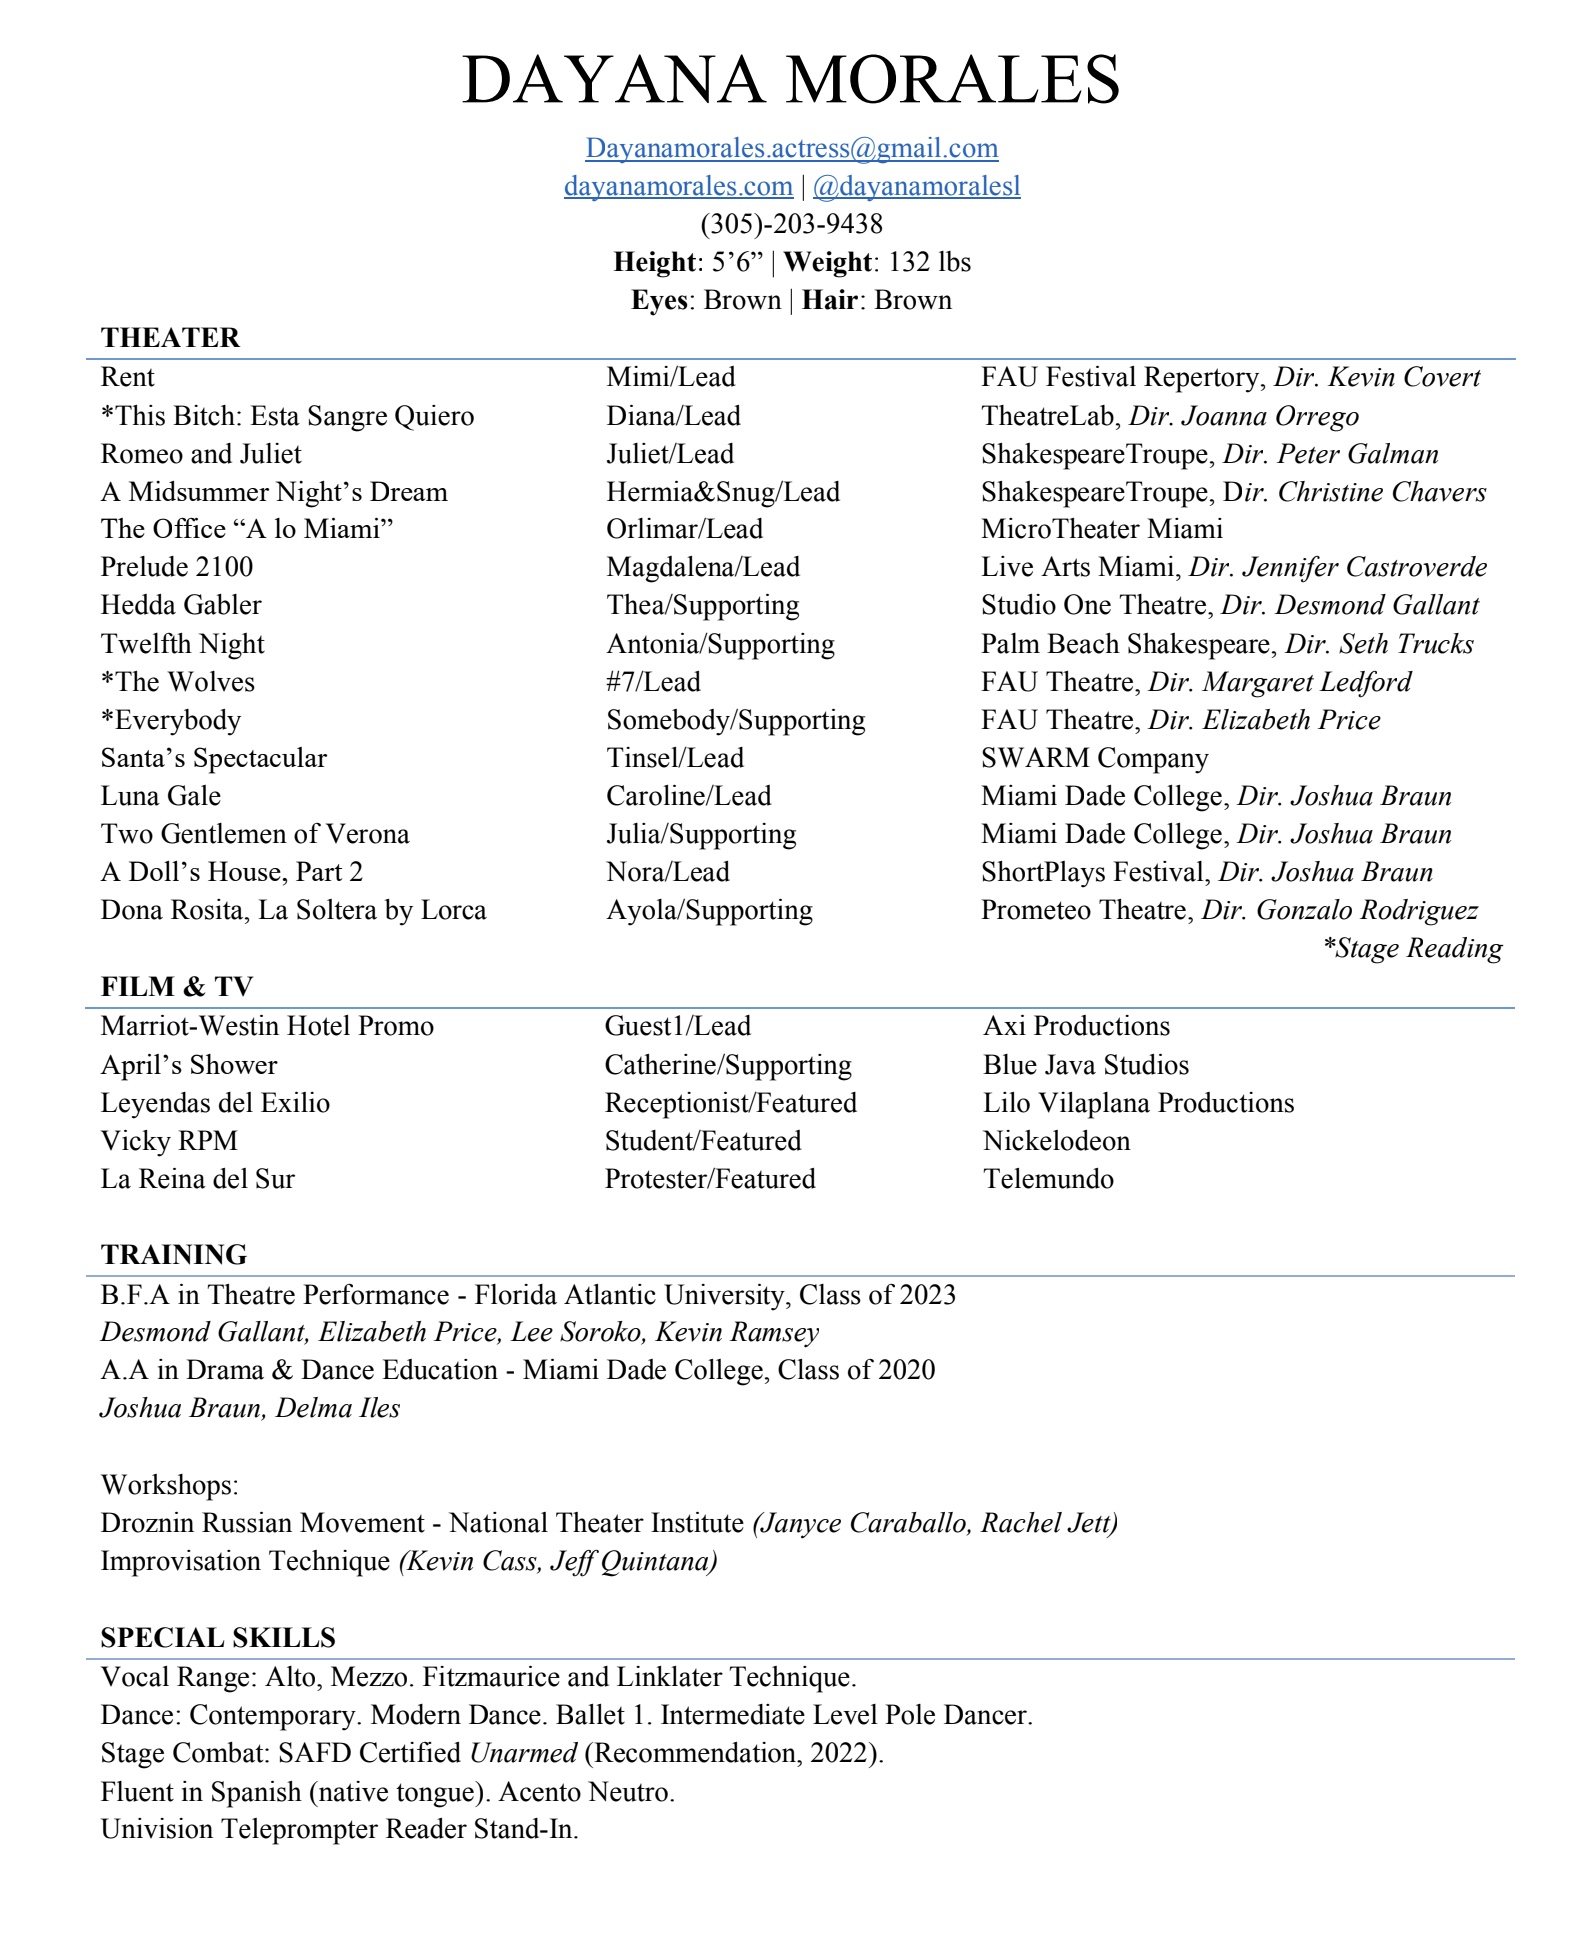 DAYANA MORALES
Dayanamorales.actress@gmail.com
dayanamorales.com | @dayanamoralesl
(305)-203-9438
Height: 5’6” | Weight: 132 lbs
Eyes: Brown | Hair: Brown
THEATER
Rent Mimi/Lead FAU Festival Repertory, Dir. Kevin Covert
*This Bitch: Esta Sangre Quiero Diana/Lead TheatreLab, Dir. Joanna Orrego
Romeo and Juliet Juliet/Lead ShakespeareTroupe, Dir. Peter Galman
A Midsummer Night’s Dream Hermia&Snug/Lead ShakespeareTroupe, Dir. Christine Chavers
The Office “A lo Miami” Orlimar/Lead MicroTheater Miami
Prelude 2100 Magdalena/Lead Live Arts Miami, Dir. Jennifer Castroverde
Hedda Gabler Thea/Supporting Studio One Theatre, Dir. Desmond Gallant
Twelfth Night Antonia/Supporting Palm Beach Shakespeare, Dir. Seth Trucks
*The Wolves #7/Lead FAU Theatre, Dir. Margaret Ledford
*Everybody Somebody/Supporting FAU Theatre, Dir. Elizabeth Price
Santa’s Spectacular Tinsel/Lead SWARM Company
Luna Gale Caroline/Lead Miami Dade College, Dir. Joshua Braun
Two Gentlemen of Verona Julia/Supporting Miami Dade College, Dir. Joshua Braun
A Doll’s House, Part 2 Nora/Lead ShortPlays Festival, Dir. Joshua Braun
Dona Rosita, La Soltera by Lorca Ayola/Supporting Prometeo Theatre, Dir. Gonzalo Rodriguez
*Stage Reading
FILM & TV
Marriot-Westin Hotel Promo Guest1/Lead Axi Productions
April’s Shower Catherine/Supporting Blue Java Studios
Leyendas del Exilio Receptionist/Featured Lilo Vilaplana Productions
Vicky RPM Student/Featured Nickelodeon
La Reina del Sur Protester/Featured Telemundo
TRAINING
B.F.A in Theatre Performance - Florida Atlantic University, Class of 2023
Desmond Gallant, Elizabeth Price, Lee Soroko, Kevin Ramsey
A.A in Drama & Dance Education - Miami Dade College, Class of 2020
Joshua Braun, Delma Iles
Workshops:
Droznin Russian Movement - National Theater Institute (Janyce Caraballo, Rachel Jett)
Improvisation Technique (Kevin Cass, Jeff Quintana)
SPECIAL SKILLS
Vocal Range: Alto, Mezzo. Fitzmaurice and Linklater Technique.
Dance: Contemporary. Modern Dance. Ballet 1. Intermediate Level Pole Dancer.
Stage Combat: SAFD Certified Unarmed (Recommendation, 2022).
Fluent in Spanish (native tongue). Acento Neutro.
Univision Teleprompter Reader Stand-In.